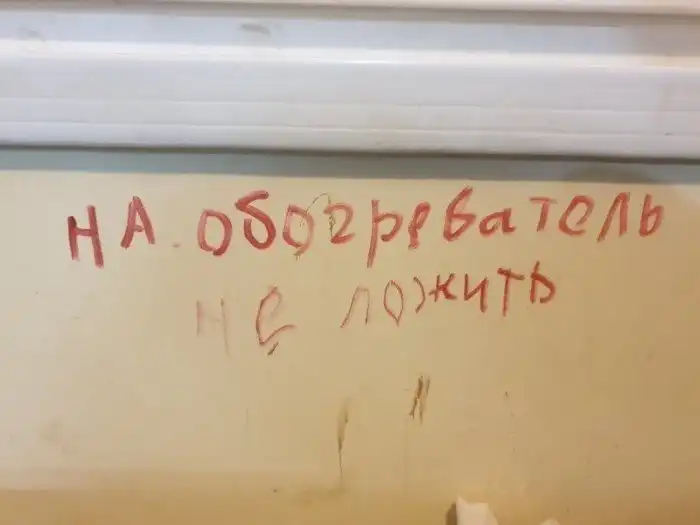 НА. обогреватель
не ложить